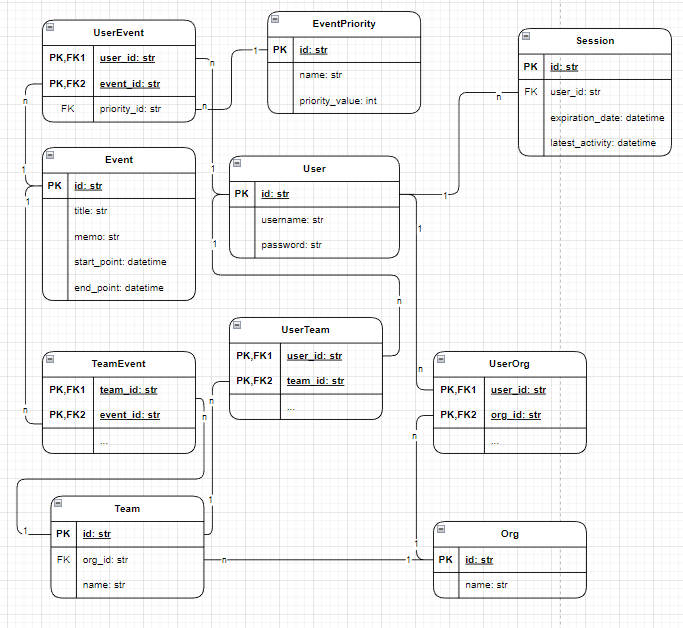 UserEvent
PK,FK1 user_id: str
PK,FK2 event_id: str
FK priority_id: str
EventPriority
PK id: str
name: str
priority_value: int
Session
PK id: str
FK user_id: str
expiration_date: datetime
latest_activity: datetime
n
1
n
n
n
1
1
1
1
1
Event
PK id: str
title: str
memo: str
start_point: datetime
end_point: datetime
User
PK id: str
username: str
password: str
1
n
UserTeam
PK,FK1 user_id: str
PK,FK2 team_id: str
...
TeamEvent
PK,FK1 team_id: str
PK,FK2 event_id: str
...
UserOrg
PK,FK1 user_id: str
PK,FK2 org_id: str
...
n
n
n
n
n
1
1
1
Team
PK id: str
FK org_id: str
name: str
n
1
Org
PK id: str
name: str